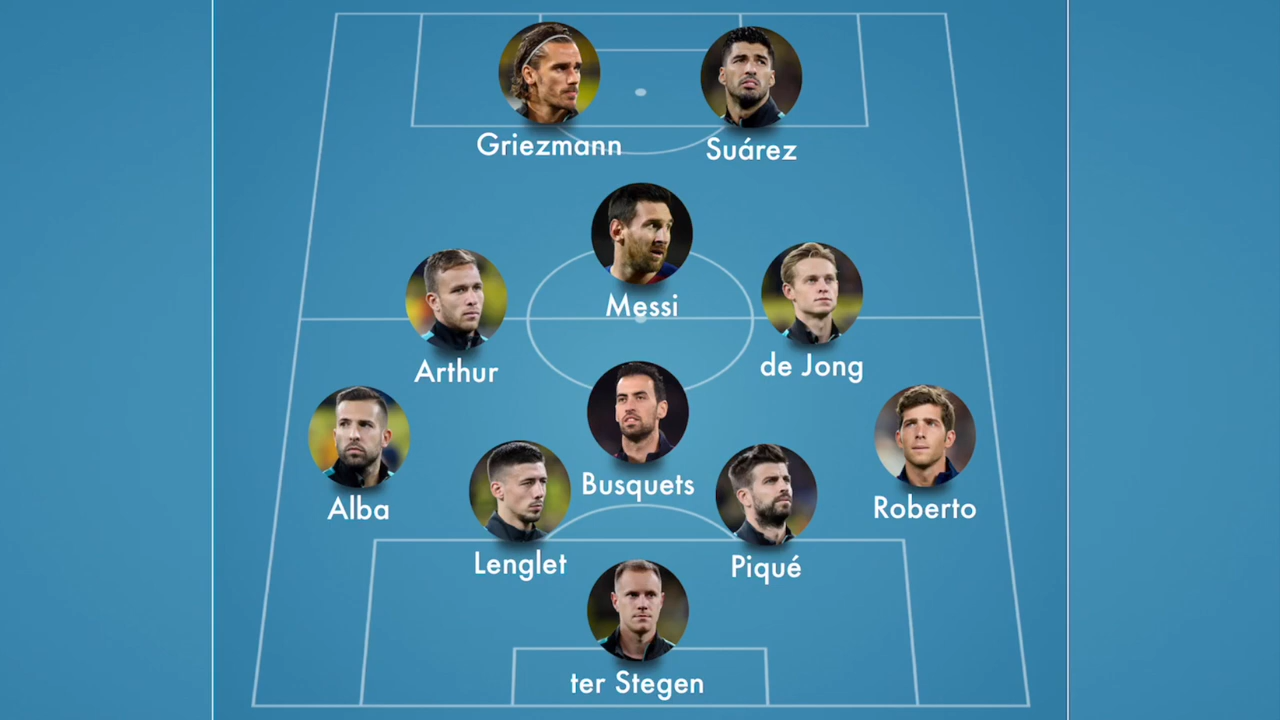 Griezmann
Suárez
Messi
Arthur
de Jong
Busquets
Alba
Roberto
Lenglet
Piqué
ter Stegen